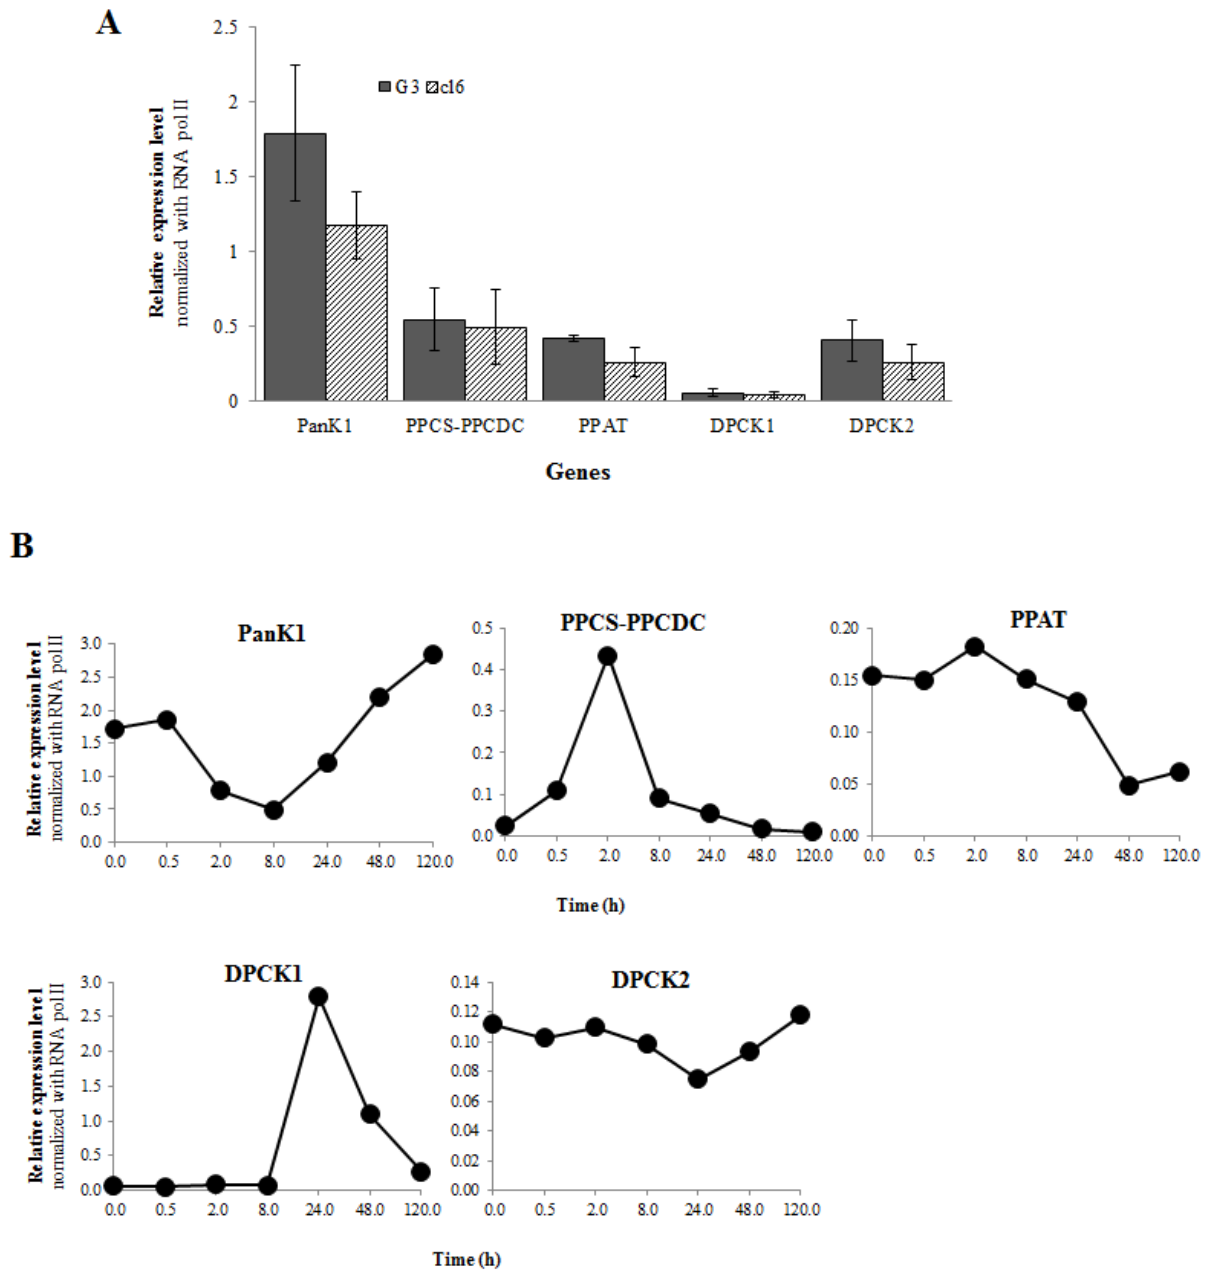 A
Relative expression level
normalized with RNA pol II
2.5
2
1.5
1
0.5
0
G3 c16
PanK1 PPCS-PPCDC PPAT DPCK1 DPCK2
Genes
B
PanK1
Relative expression level
normalized with RNA pol II
3.0
2.5
2.0
1.5
1.0
0.5
0.0
0.0 0.5 2.0 8.0 24.0 48.0 120.0
PPCS-PPCDC
0.5
0.4
0.3
0.2
0.1
0.0
0.0 0.5 2.0 8.0 24.0 48.0 120.0
PPAT
0.20
0.15
0.10
0.05
0.00
0.0 0.5 2.0 8.0 24.0 48.0 120.0
Time (h)
DPCK1
Relative expression level
normalized with RNA pol II
3.0
2.5
2.0
1.5
1.0
0.5
0.0
0.0 0.5 2.0 8.0 24.0 48.0 120.0
DPCK2
0.14
0.12
0.10
0.08
0.06
0.04
0.02
0.00
0.0 0.5 2.0 8.0 24.0 48.0 120.0
Time (h)